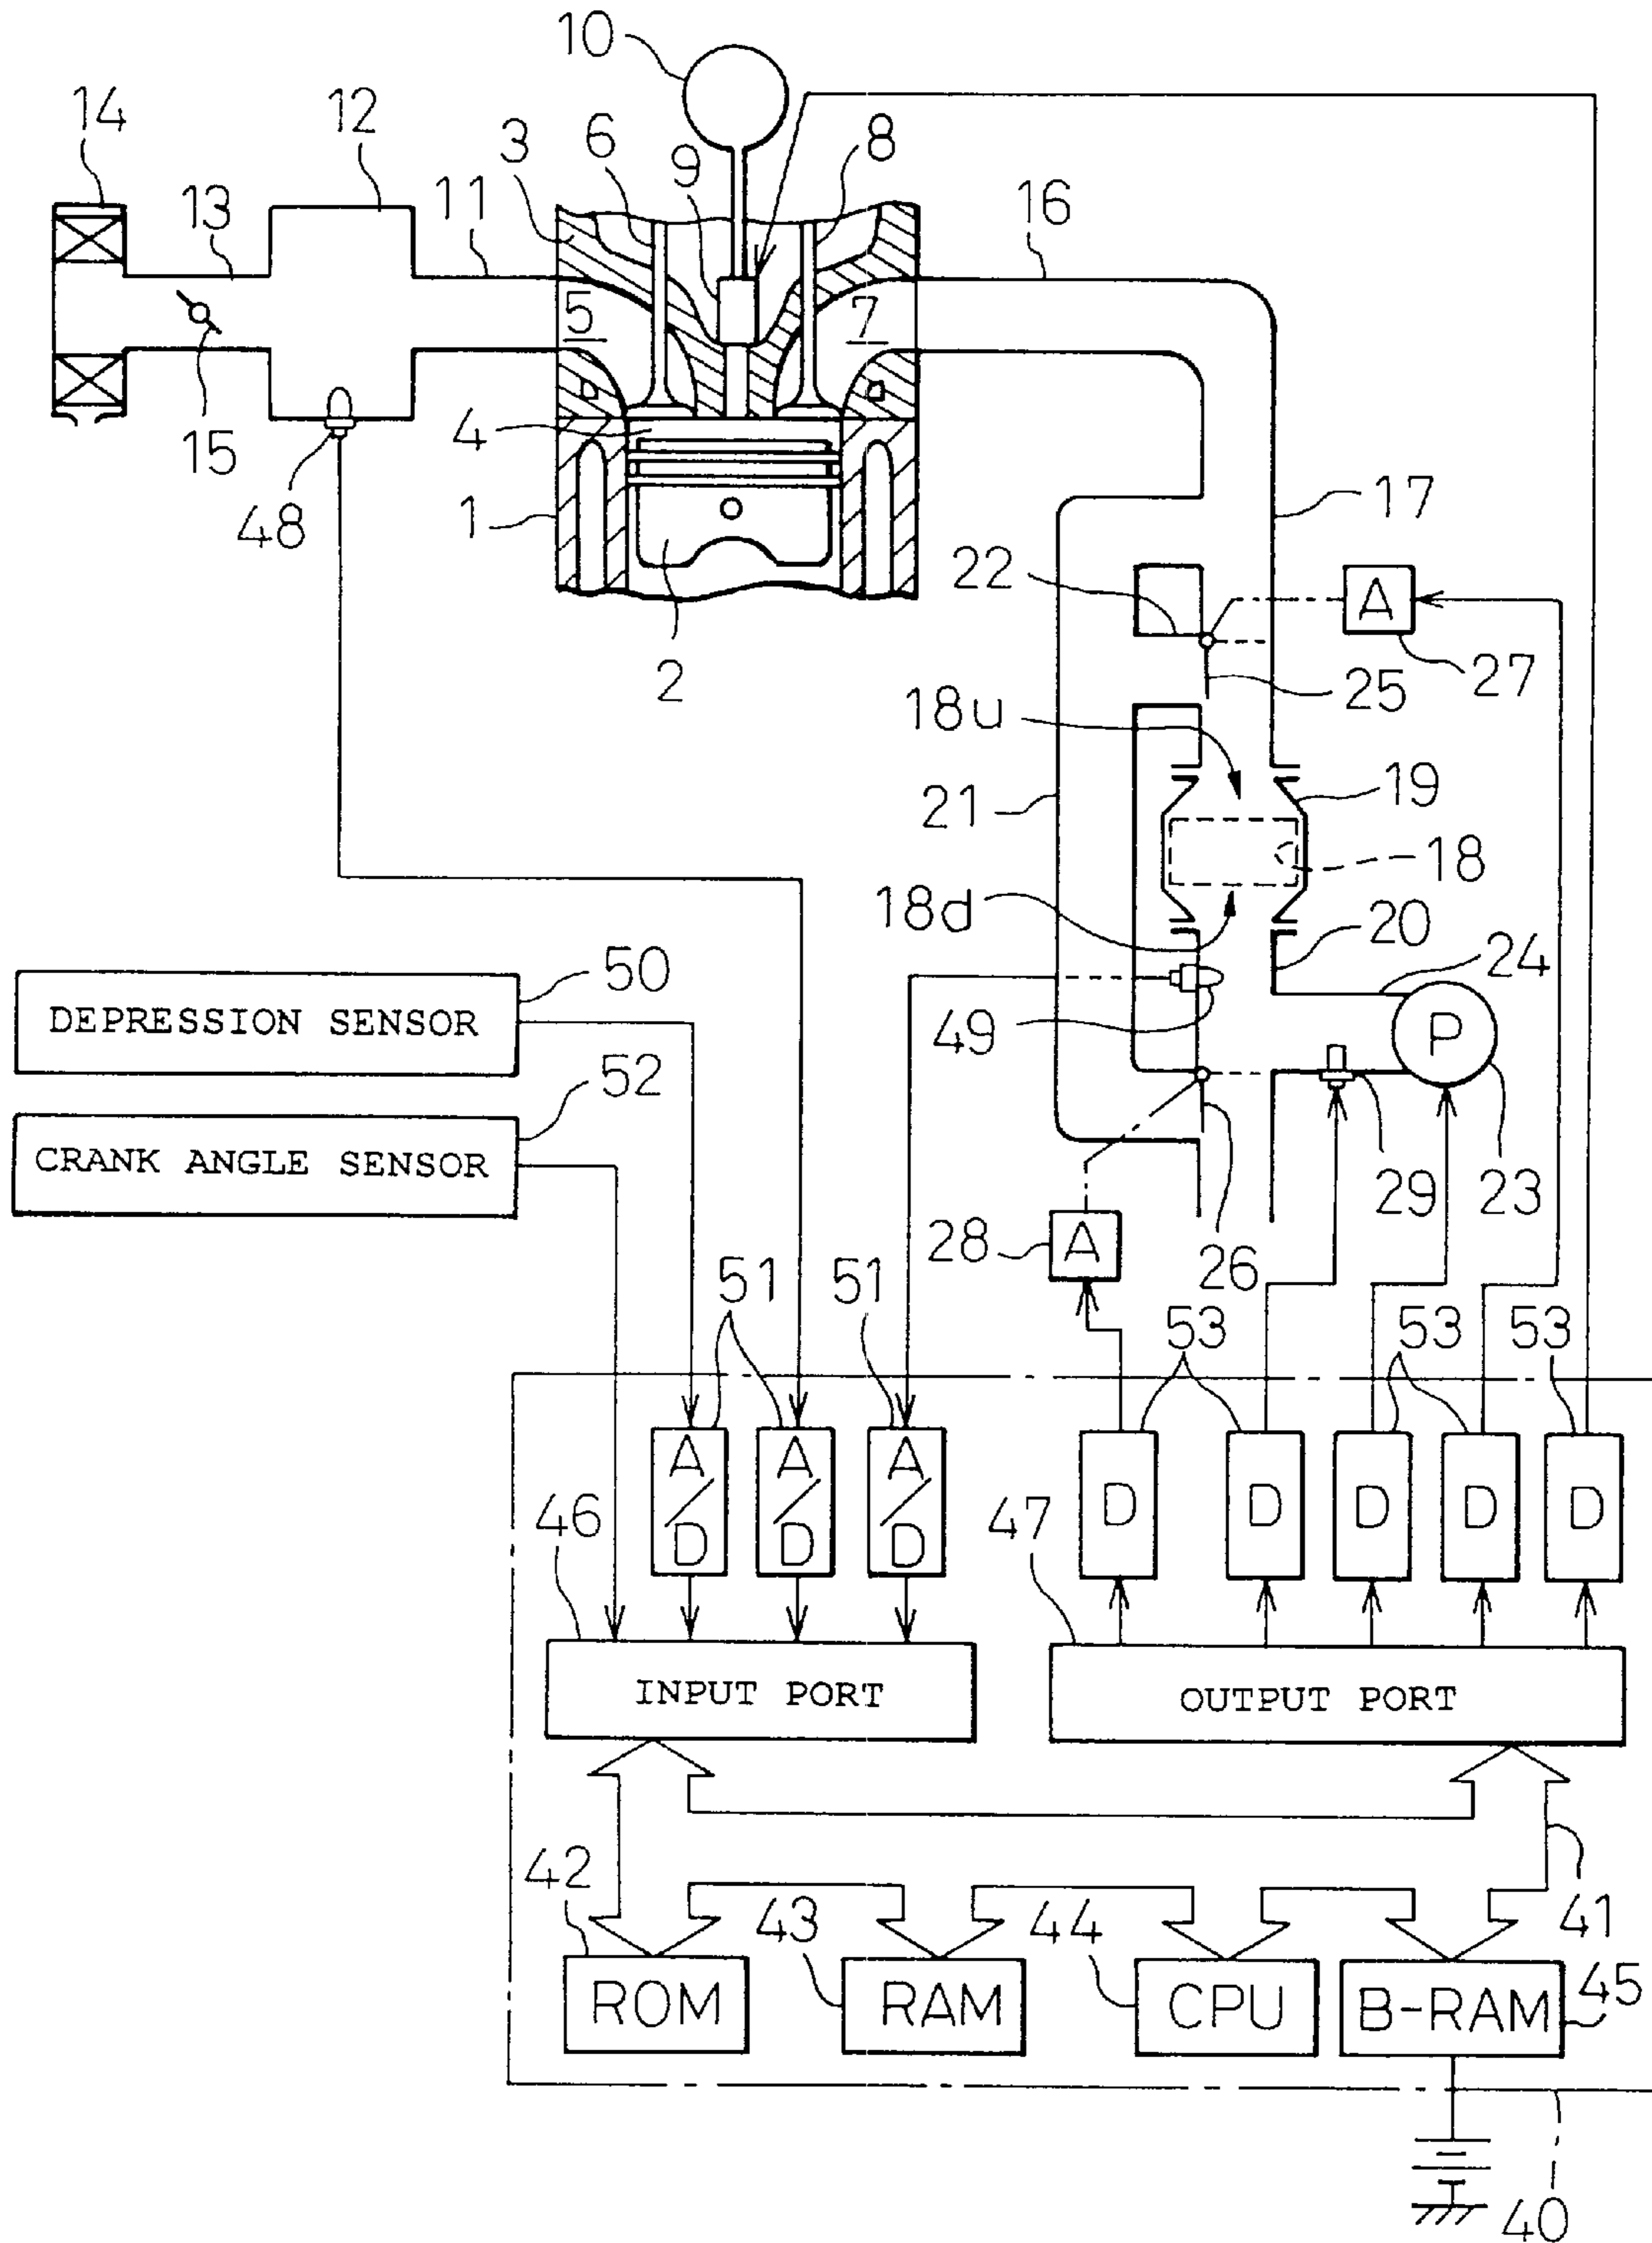 10
14
12
3
6
9
8
13
11
16
5
7
15
4
48
1
17
2
22
A
25
27
18u
21
19
18
18d
20
24
50
DEPRESSION SENSOR
49
P
52
CRANK ANGLE SENSOR
29
23
28
A
26
51
51
53
53
53
A/D
A/D
A/D
D
D
D
D
D
46
47
INPUT PORT
OUTPUT PORT
42
43
44
41
ROM
RAM
CPU
B-RAM
45
40